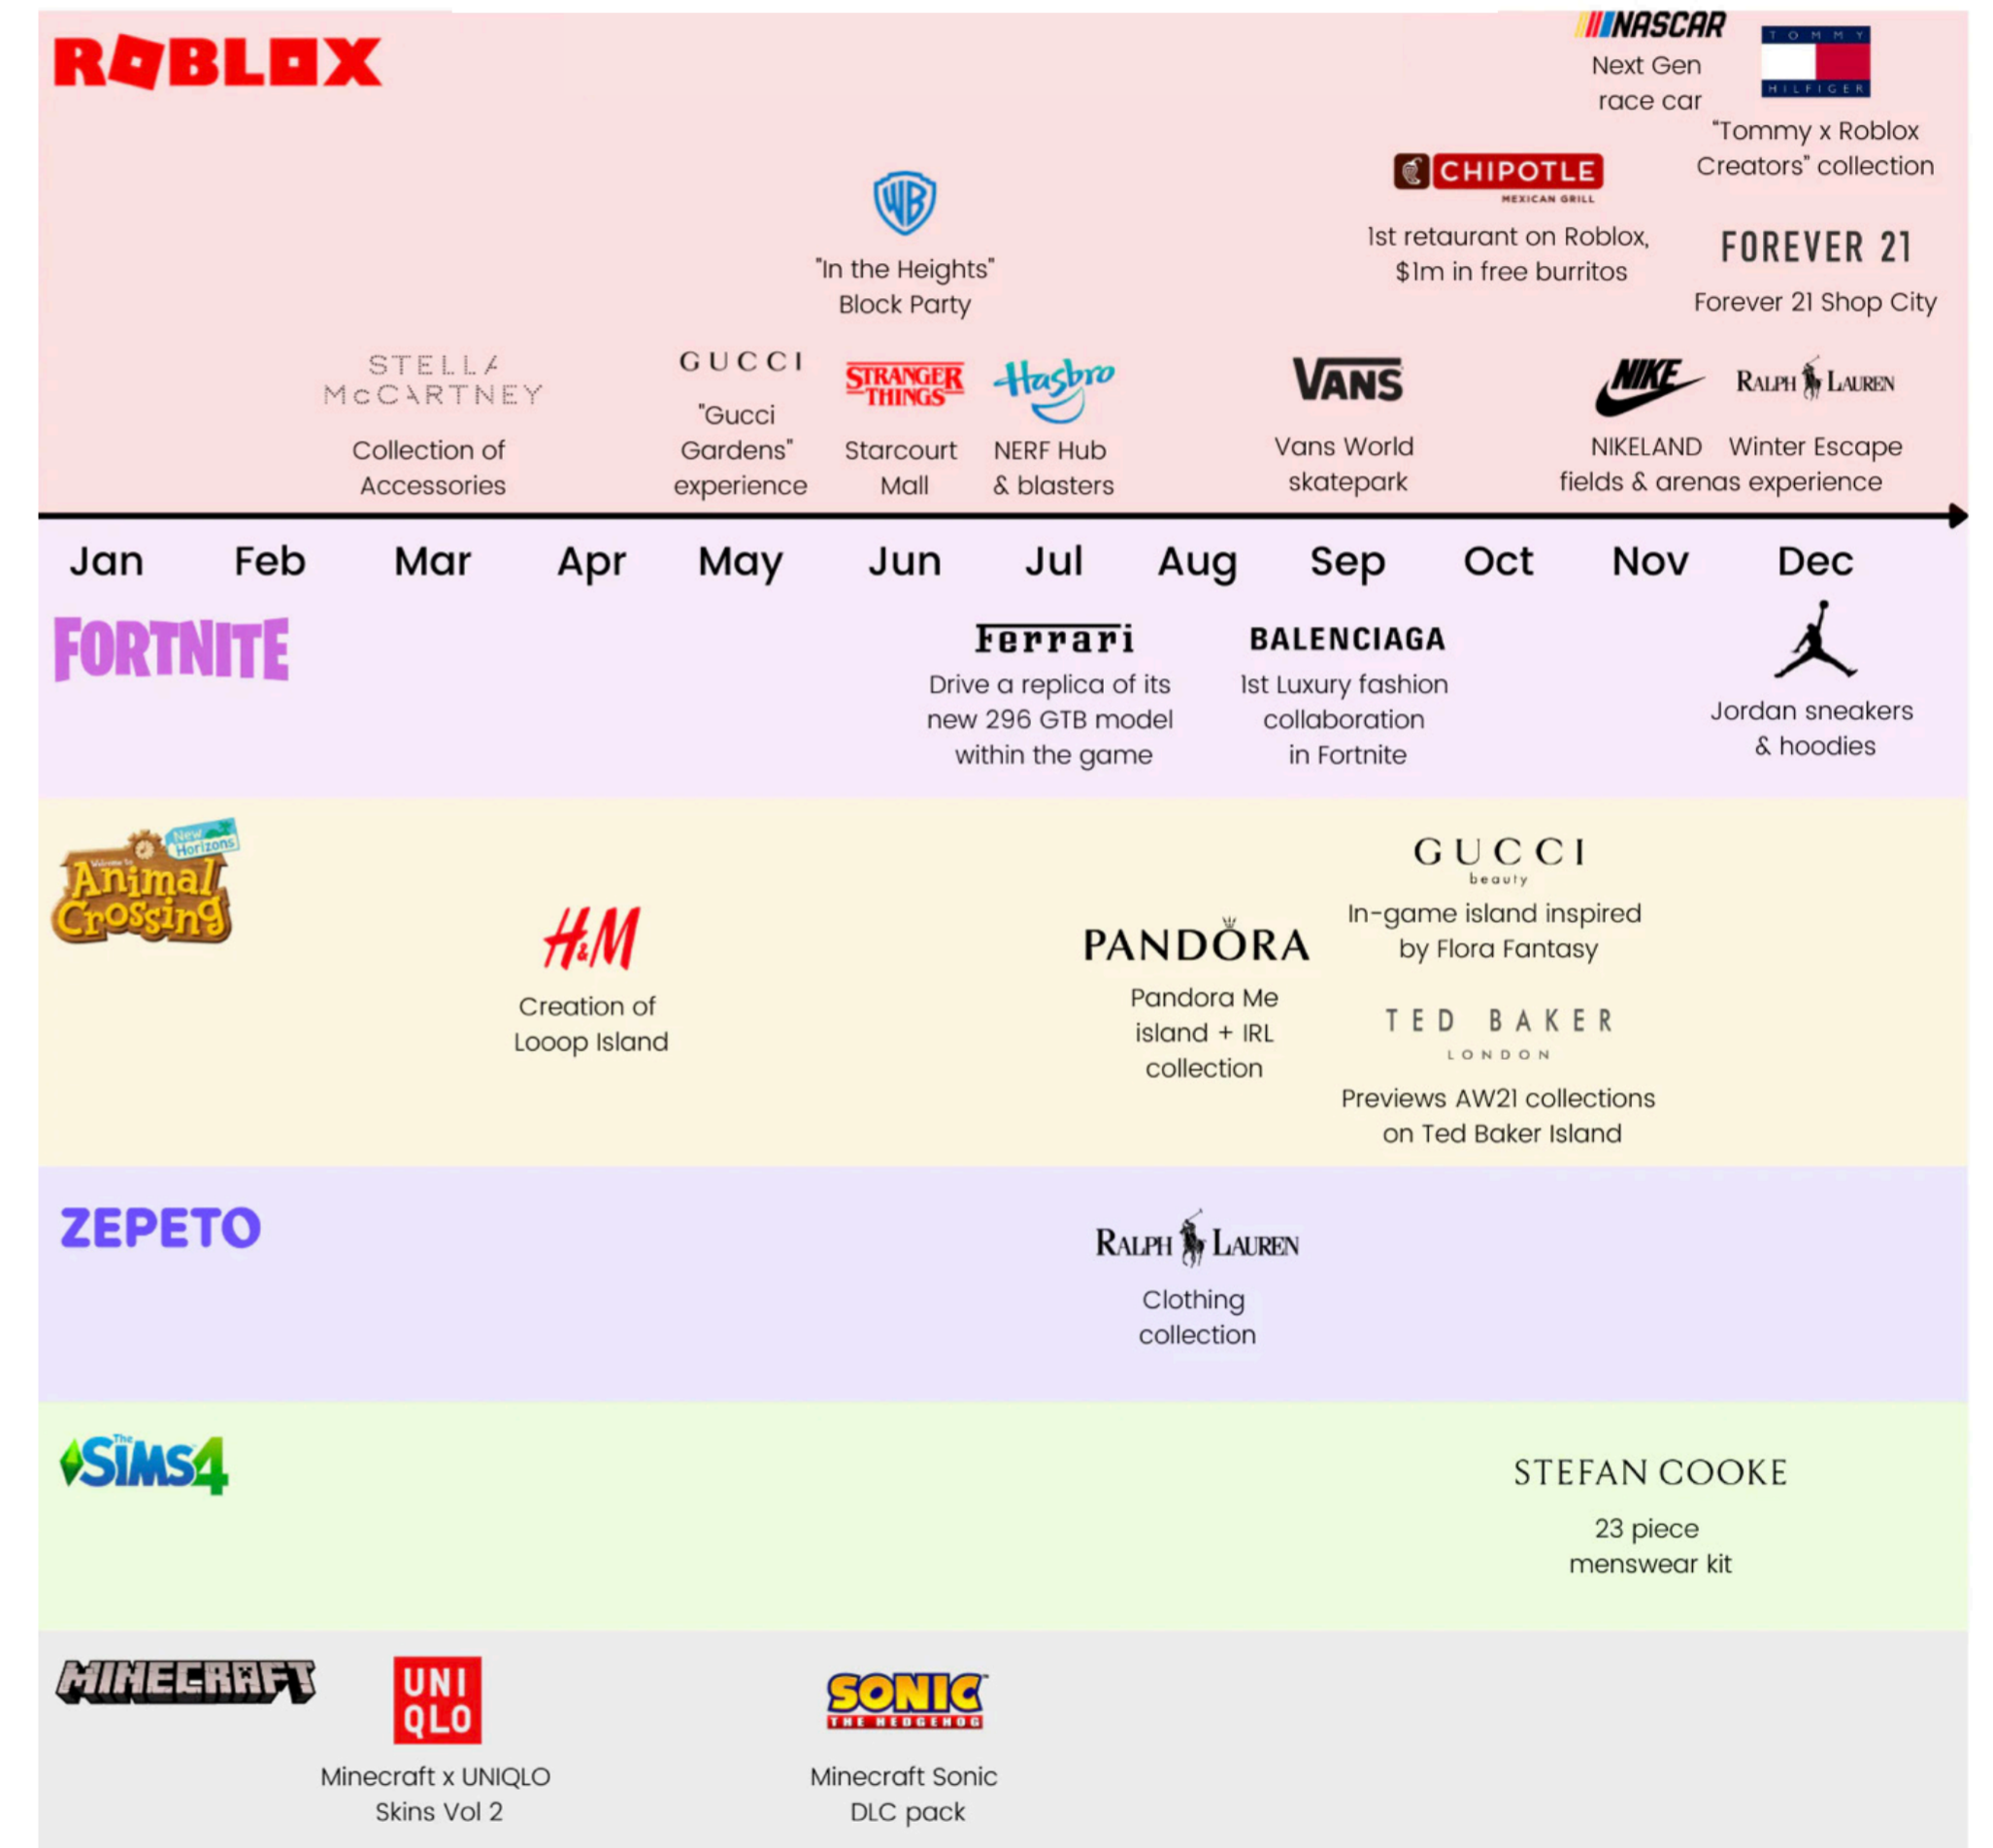 ROBLOX
NASCAR
Next Gen
race car
TOMMY
HILFIGER
"Tommy x Roblox
Creators" collection
CHIPOTLE
MEXICAN GRILL
1st retaurant on Roblox,
$1m in free burritos
WB
"In the Heights"
Block Party
FOREVER 21
Forever 21 Shop City
STELLA
McCARTNEY
Collection of
Accessories
GUCCI
"Gucci
Gardens"
experience
STRANGER
THINGS
Starcourt
Mall
Hasbro
NERF Hub
& blasters
VANS
Vans World
skatepark
NIKE
NIKELAND
fields & arenas
RALPH LAUREN
Winter Escape
experience
Jan Feb Mar Apr May Jun Jul Aug Sep Oct Nov Dec
FORTNITE
Ferrari
Drive a replica of its
new 296 GTB model
within the game
BALENCIAGA
1st Luxury fashion
collaboration
in Fortnite
Jordan sneakers
& hoodies
Welcome to
Animal
Crossing
New
Horizons
H&M
Creation of
Looop Island
PANDORA
Pandora Me
island + IRL
collection
GUCCI
beauty
In-game island inspired
by Flora Fantasy
TED BAKER
LONDON
Previews AW21 collections
on Ted Baker Island
ZEPETO
RALPH LAUREN
Clothing
collection
The
SIMS4
STEFAN COOKE
23 piece
menswear kit
MINECRAFT
UNI
QLO
Minecraft x UNIQLO
Skins Vol 2
SONIC™
THE HEDGEHOG
Minecraft Sonic
DLC pack